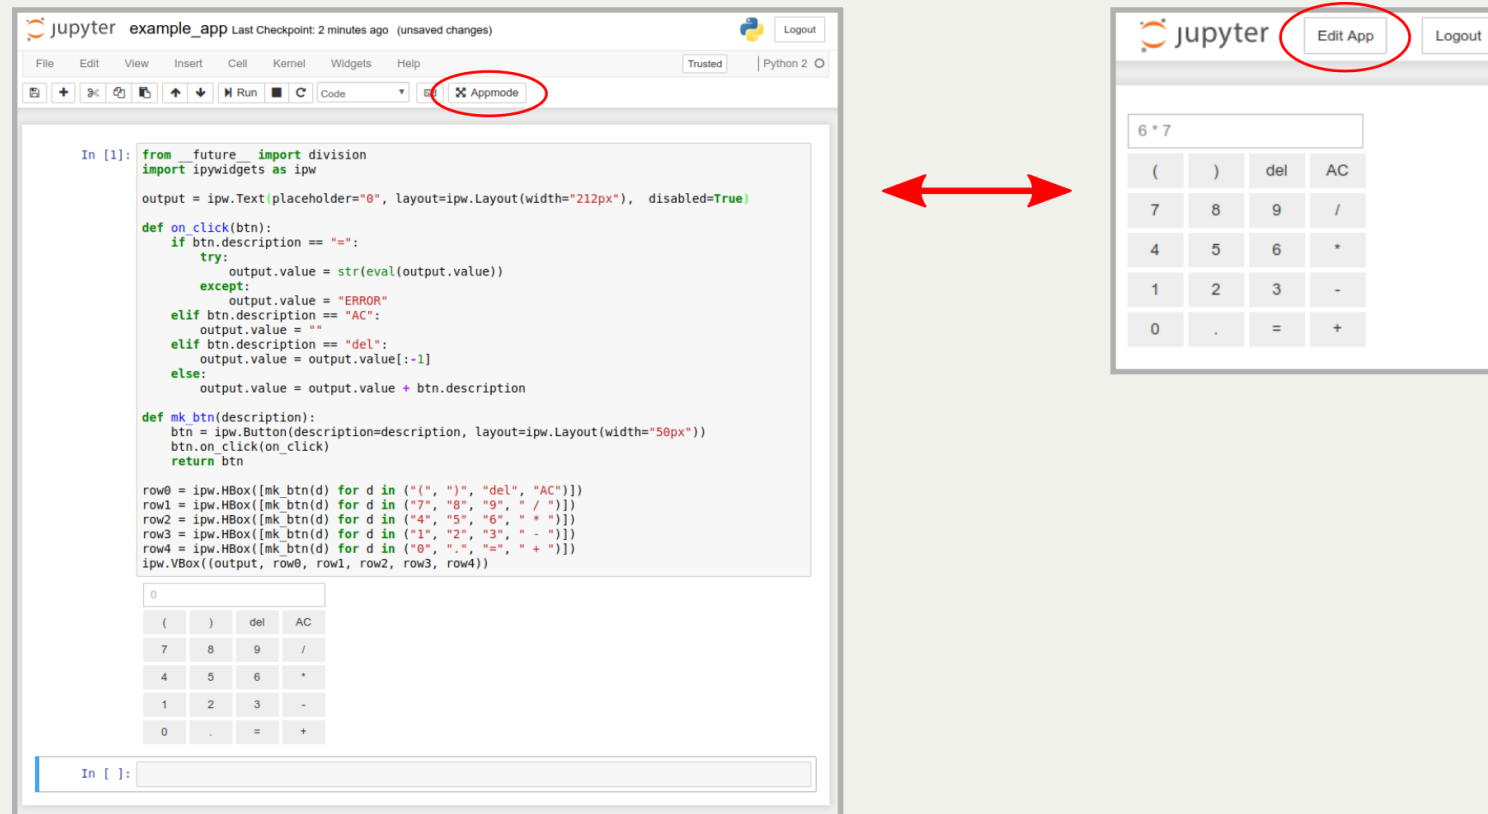 jupyter example_app Last Checkpoint: 2 minutes ago (unsaved changes) Logout
File Edit View Insert Cell Kernel Widgets Help Trusted Python 2
Run Code Appmode
In [1]: from __future__ import division
import ipywidgets as ipw
output = ipw.Text(placeholder="0", layout=ipw.Layout(width="212px"),  disabled=True)
def on_click(btn):
    if btn.description == "=":
        try:
            output.value = str(eval(output.value))
        except:
            output.value = "ERROR"
    elif btn.description == "AC":
        output.value = ""
    elif btn.description == "del":
        output.value = output.value[:-1]
    else:
        output.value = output.value + btn.description
def mk_btn(description):
    btn = ipw.Button(description=description, layout=ipw.Layout(width="50px"))
    btn.on_click(on_click)
    return btn
row0 = ipw.HBox([mk_btn(d) for d in ("(", ")", "del", "AC")])
row1 = ipw.HBox([mk_btn(d) for d in ("7", "8", "9", " / ")])
row2 = ipw.HBox([mk_btn(d) for d in ("4", "5", "6", " * ")])
row3 = ipw.HBox([mk_btn(d) for d in ("1", "2", "3", " - ")])
row4 = ipw.HBox([mk_btn(d) for d in ("0", ".", "=", " + ")])
ipw.VBox((output, row0, row1, row2, row3, row4))
0
( ) del AC
7 8 9 /
4 5 6 *
1 2 3 -
0 . = +
In [ ]:
jupyter Edit App Logout
6 * 7
( ) del AC
7 8 9 /
4 5 6 *
1 2 3 -
0 . = +